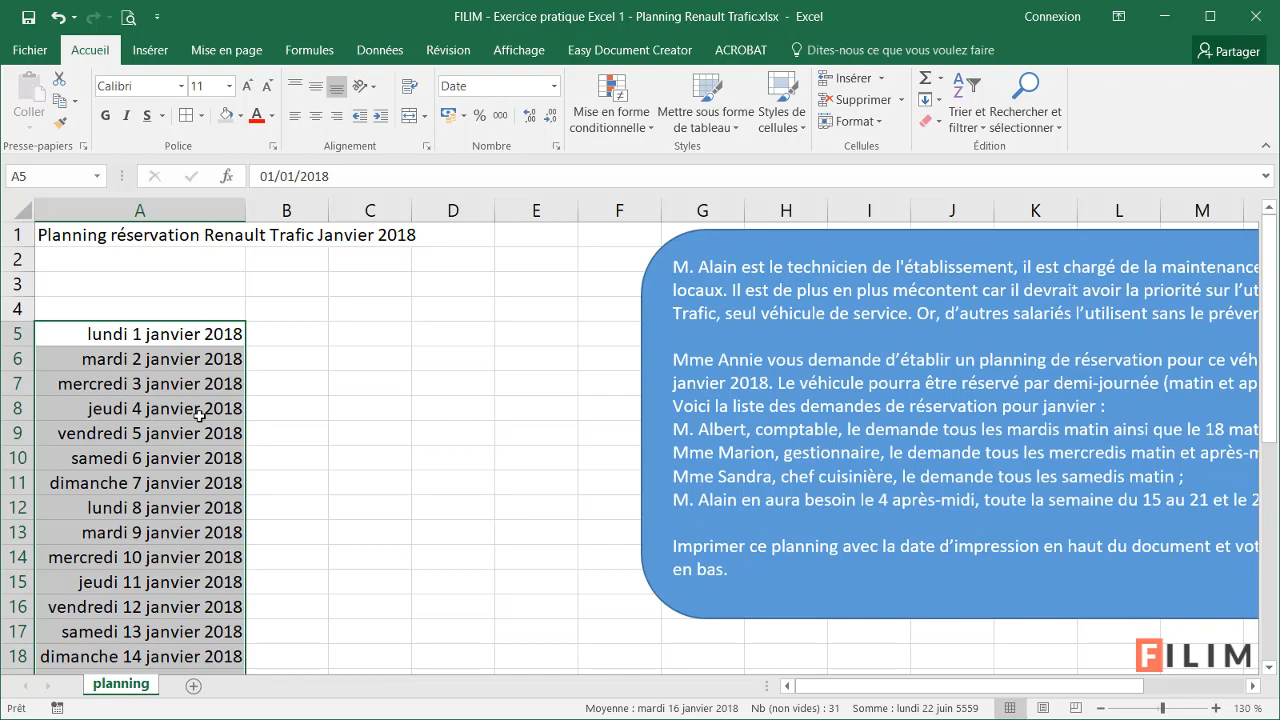 FILIM - Exercice pratique Excel 1 - Planning Renault Trafic.xlsx - Excel
Connexion
Fichier Accueil Insérer Mise en page Formules Données Révision Affichage Easy Document Creator ACROBAT Dites-nous ce que vous voulez faire Partager
Coller
Presse-papiers
Calibri 11
G I S A
Police
Alignement
Date
% 000
Nombre
Mise en forme conditionnelle
Mettre sous forme de tableau
Styles de cellules
Styles
Insérer
Supprimer
Format
Cellules
Trier et filtrer
Rechercher et sélectionner
Édition
A5 fx 01/01/2018
A B C D E F G H I J K L M
1 Planning réservation Renault Trafic Janvier 2018
2
3
4
5 lundi 1 janvier 2018
6 mardi 2 janvier 2018
7 mercredi 3 janvier 2018
8 jeudi 4 janvier 2018
9 vendredi 5 janvier 2018
10 samedi 6 janvier 2018
11 dimanche 7 janvier 2018
12 lundi 8 janvier 2018
13 mardi 9 janvier 2018
14 mercredi 10 janvier 2018
15 jeudi 11 janvier 2018
16 vendredi 12 janvier 2018
17 samedi 13 janvier 2018
18 dimanche 14 janvier 2018
M. Alain est le technicien de l'établissement, il est chargé de la maintenance
locaux. Il est de plus en plus mécontent car il devrait avoir la priorité sur l'ut
Trafic, seul véhicule de service. Or, d'autres salariés l'utilisent sans le préven
Mme Annie vous demande d'établir un planning de réservation pour ce véh
janvier 2018. Le véhicule pourra être réservé par demi-journée (matin et ap
Voici la liste des demandes de réservation pour janvier :
M. Albert, comptable, le demande tous les mardis matin ainsi que le 18 mat
Mme Marion, gestionnaire, le demande tous les mercredis matin et après-m
Mme Sandra, chef cuisinière, le demande tous les samedis matin ;
M. Alain en aura besoin le 4 après-midi, toute la semaine du 15 au 21 et le 2
Imprimer ce planning avec la date d'impression en haut du document et vot
en bas.
FILIM
planning
Prêt
Moyenne : mardi 16 janvier 2018 Nb (non vides) : 31 Somme : lundi 22 juin 5559
130 %